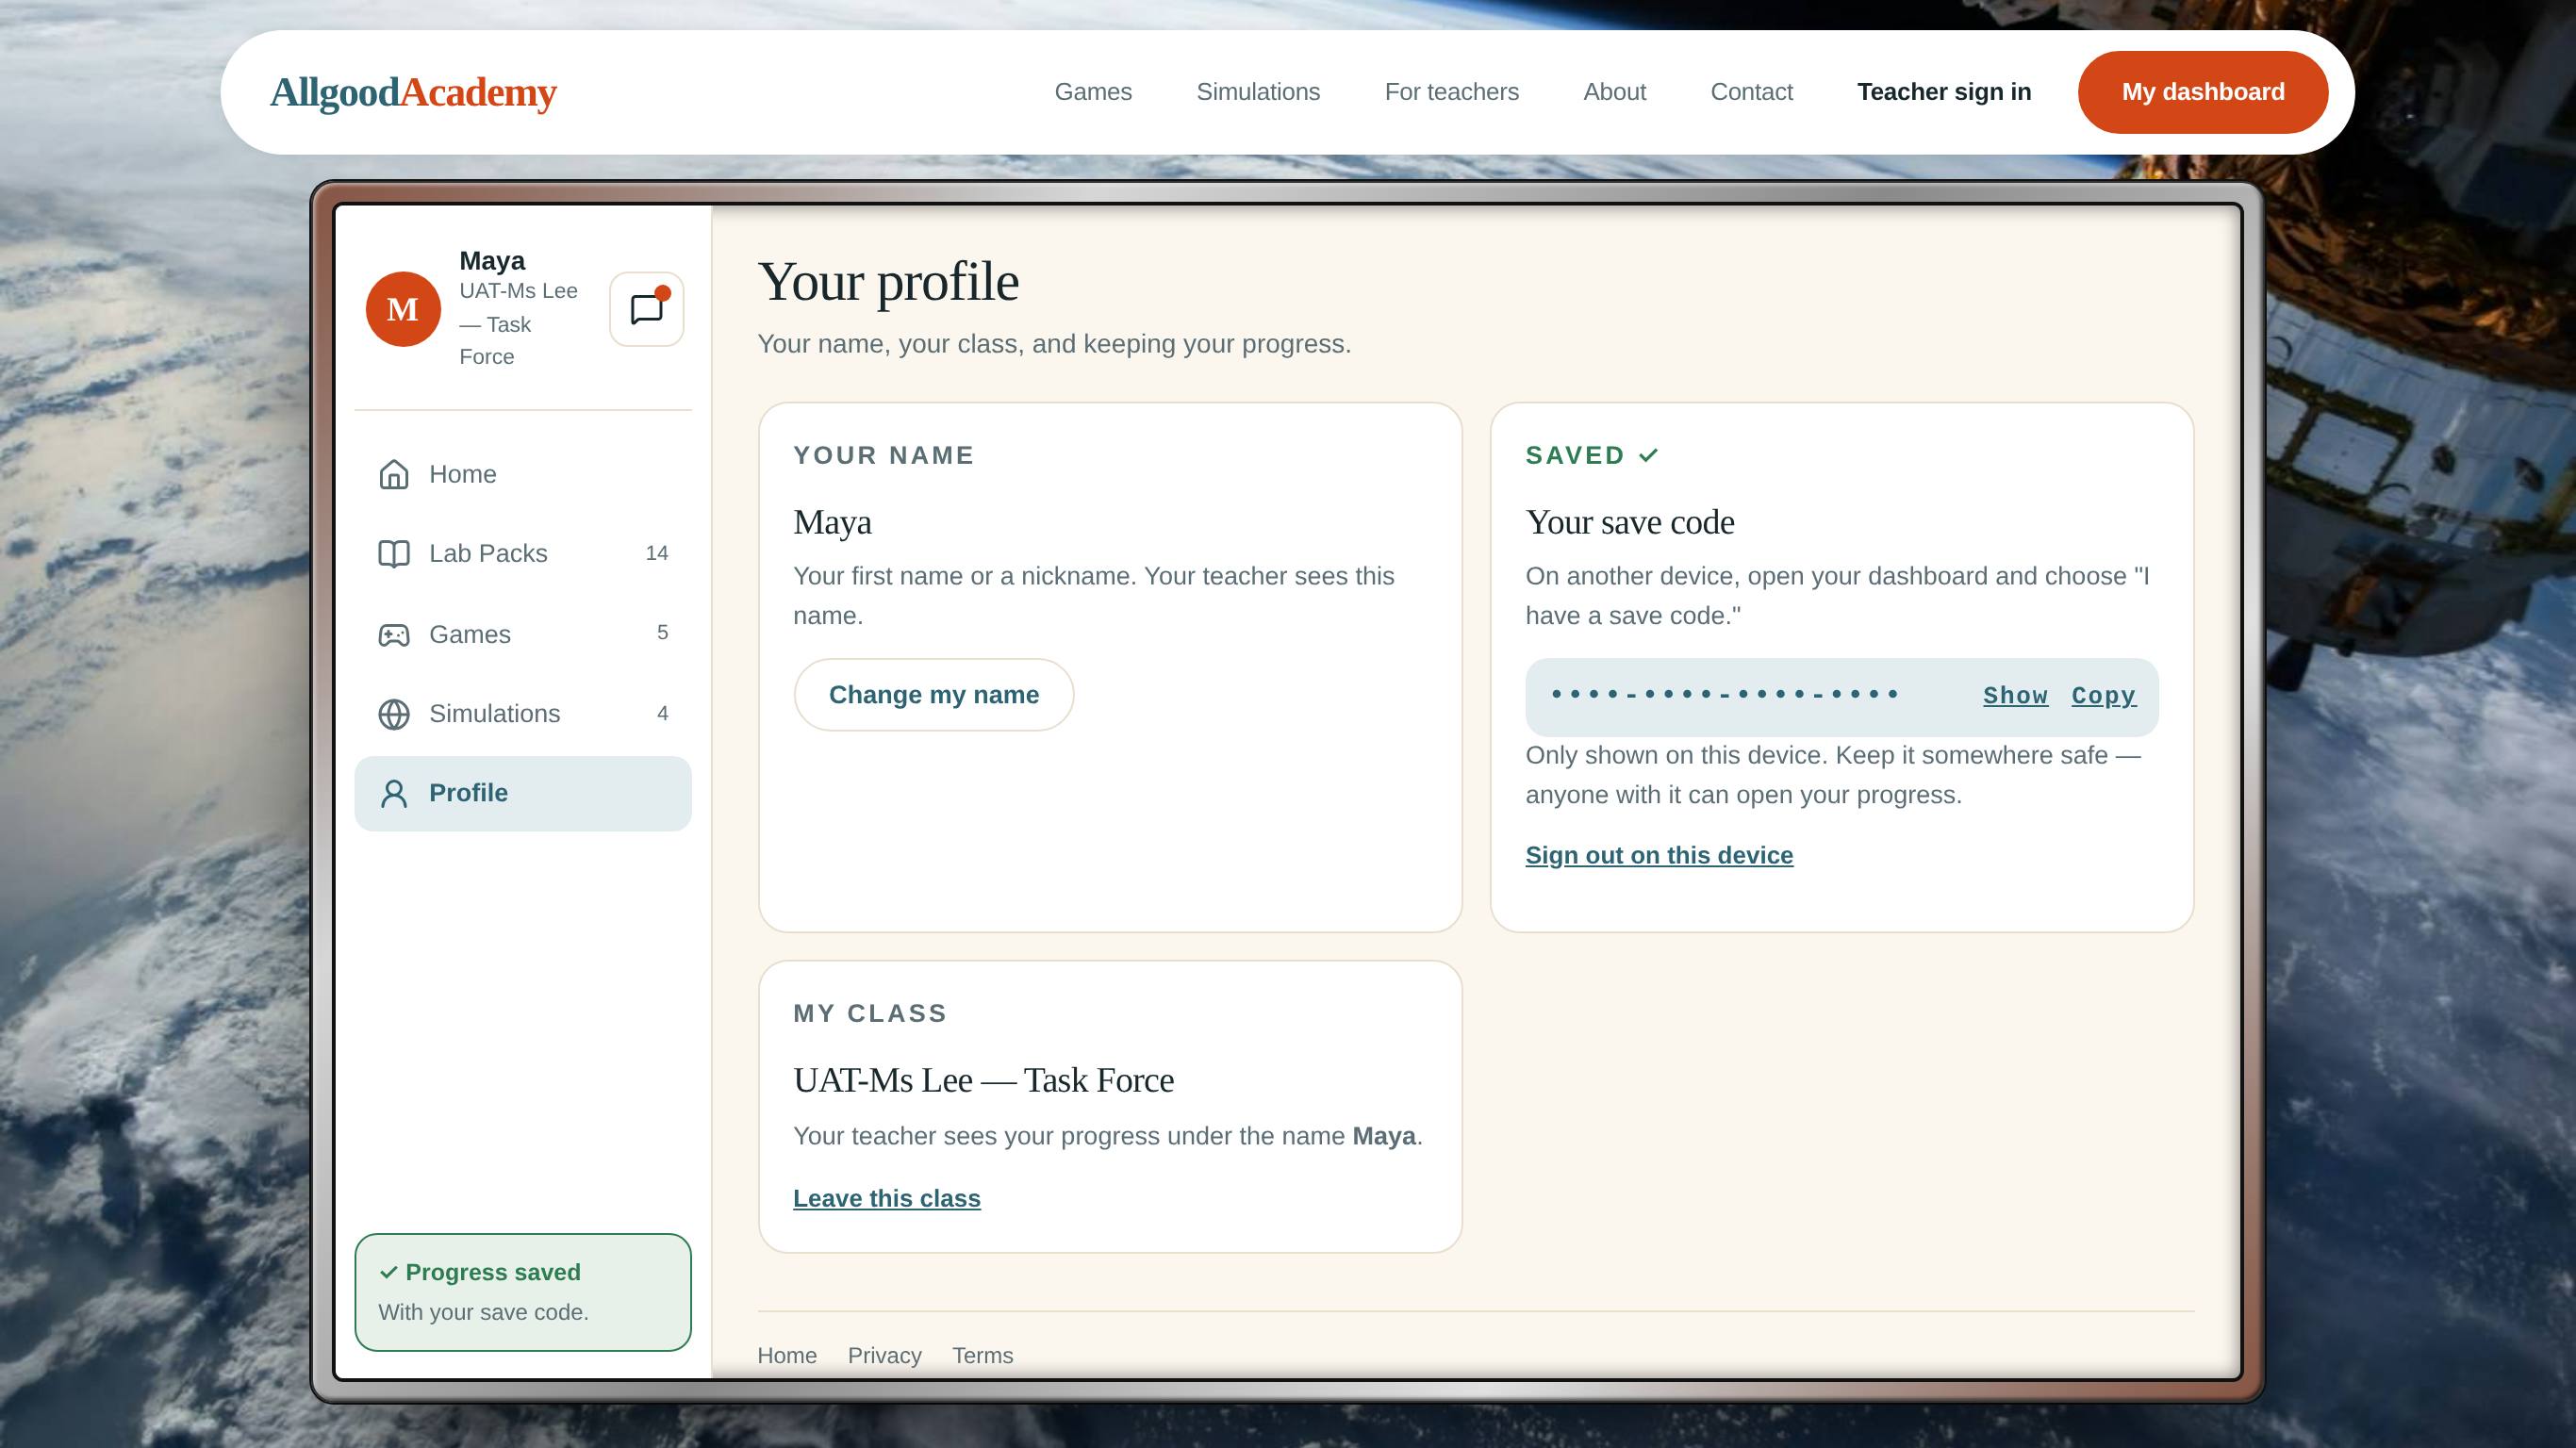 AllgoodAcademy
Games
Simulations
For teachers
About
Contact
Teacher sign in
My dashboard
M
Maya
UAT-Ms Lee
— Task
Force
Home
Lab Packs 14
Games 5
Simulations 4
Profile
✓ Progress saved
With your save code.
Your profile
Your name, your class, and keeping your progress.
YOUR NAME
Maya
Your first name or a nickname. Your teacher sees this
name.
Change my name
SAVED ✓
Your save code
On another device, open your dashboard and choose "I
have a save code."
••••-••••-••••-•••• Show Copy
Only shown on this device. Keep it somewhere safe —
anyone with it can open your progress.
Sign out on this device
MY CLASS
UAT-Ms Lee — Task Force
Your teacher sees your progress under the name Maya.
Leave this class
Home Privacy Terms